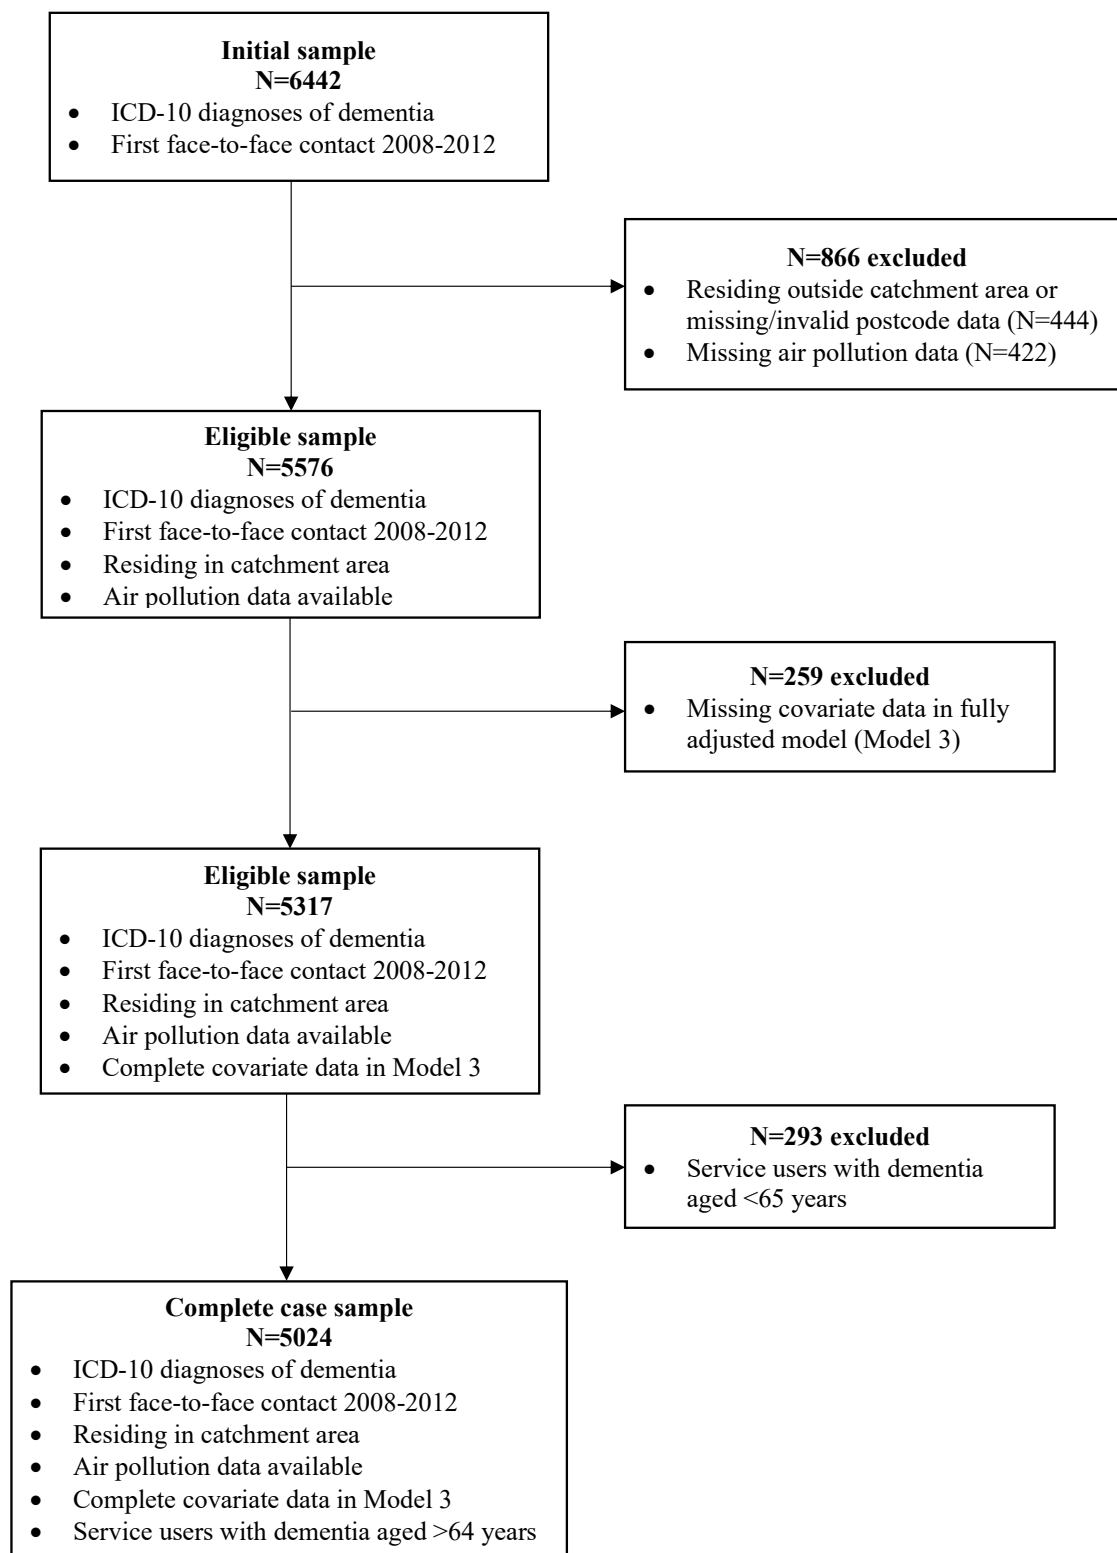 Initial sample
N=6442
• ICD-10 diagnoses of dementia
• First face-to-face contact 2008-2012
N=866 excluded
• Residing outside catchment area or
missing/invalid postcode data (N=444)
• Missing air pollution data (N=422)
Eligible sample
N=5576
• ICD-10 diagnoses of dementia
• First face-to-face contact 2008-2012
• Residing in catchment area
• Air pollution data available
N=259 excluded
• Missing covariate data in fully
adjusted model (Model 3)
Eligible sample
N=5317
• ICD-10 diagnoses of dementia
• First face-to-face contact 2008-2012
• Residing in catchment area
• Air pollution data available
• Complete covariate data in Model 3
N=293 excluded
• Service users with dementia
aged <65 years
Complete case sample
N=5024
• ICD-10 diagnoses of dementia
• First face-to-face contact 2008-2012
• Residing in catchment area
• Air pollution data available
• Complete covariate data in Model 3
• Service users with dementia aged >64 years